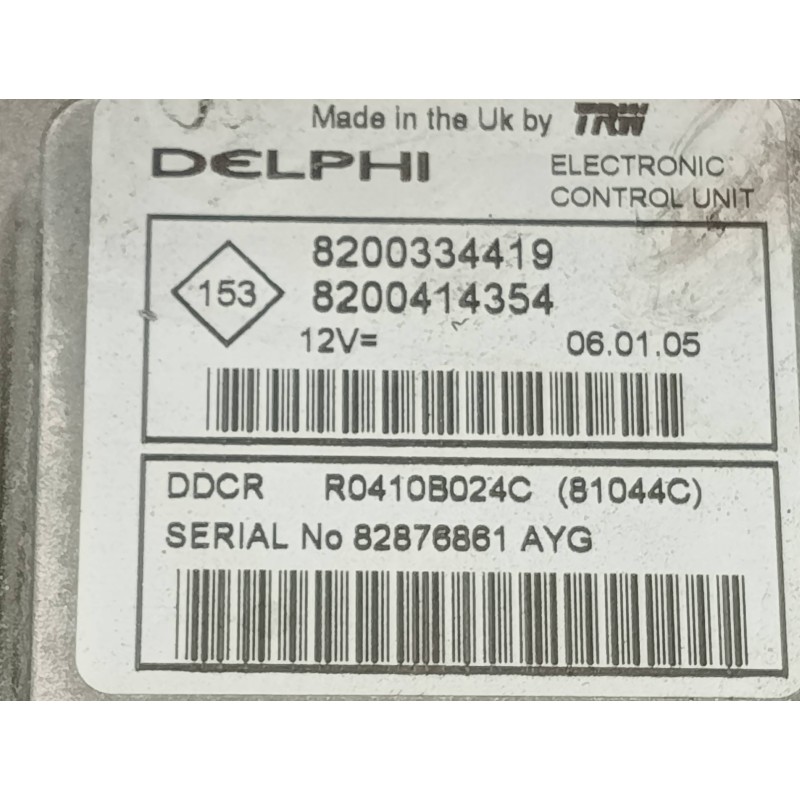 Made in the Uk by TRW
DELPHI
ELECTRONIC
CONTROL UNIT
153
8200334419
8200414354
12V=
06.01.05
DDCR R0410B024C (81044C)
SERIAL No 82876861 AYG